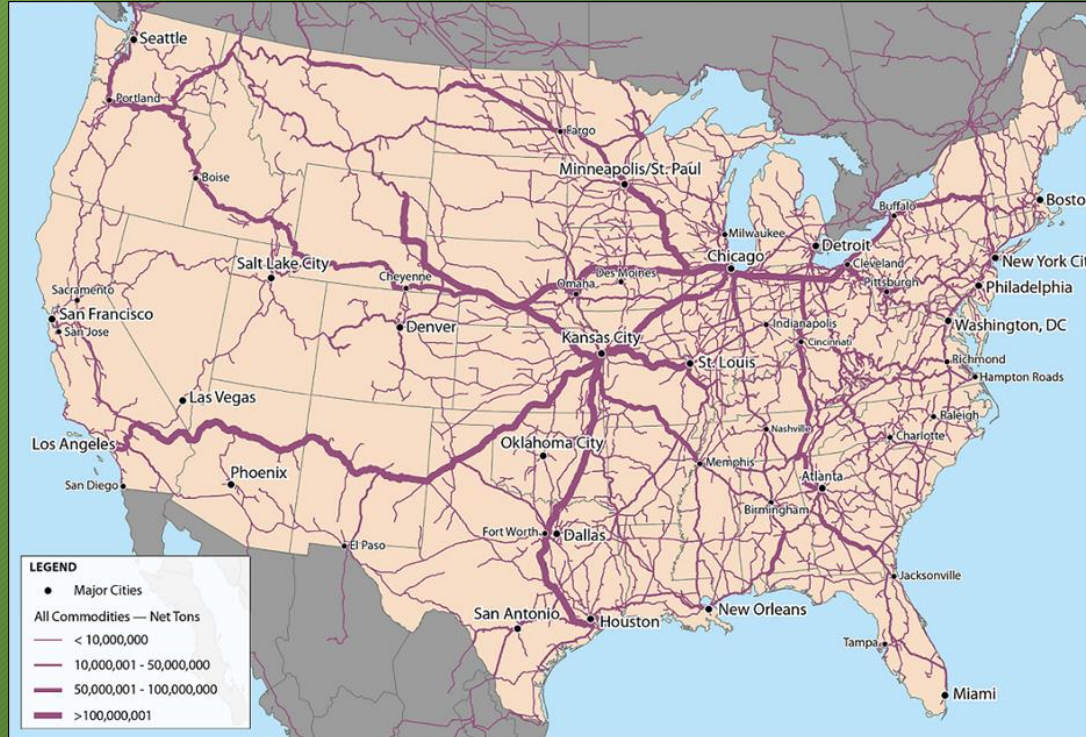 Seattle
Portland
Fargo
Minneapolis/St. Paul
Boise
Buffalo
Boston
Milwaukee
Detroit
Salt Lake City
Chicago
Cleveland
New York Cit
Cheyenne
Des Moines
Omaha
Pittsburgh
Philadelphia
Sacramento
San Francisco
San Jose
Denver
Kansas City
Indianapolis
Washington, DC
Cincinnati
St. Louis
Richmond
Hampton Roads
Las Vegas
Raleigh
Nashville
Charlotte
Los Angeles
Oklahoma City
Memphis
Phoenix
San Diego
Atlanta
Birmingham
Fort Worth
Dallas
El Paso
Jacksonville
San Antonio
Houston
New Orleans
Tampa
Miami
LEGEND
Major Cities
All Commodities — Net Tons
< 10,000,000
10,000,001 - 50,000,000
50,000,001 - 100,000,000
>100,000,001